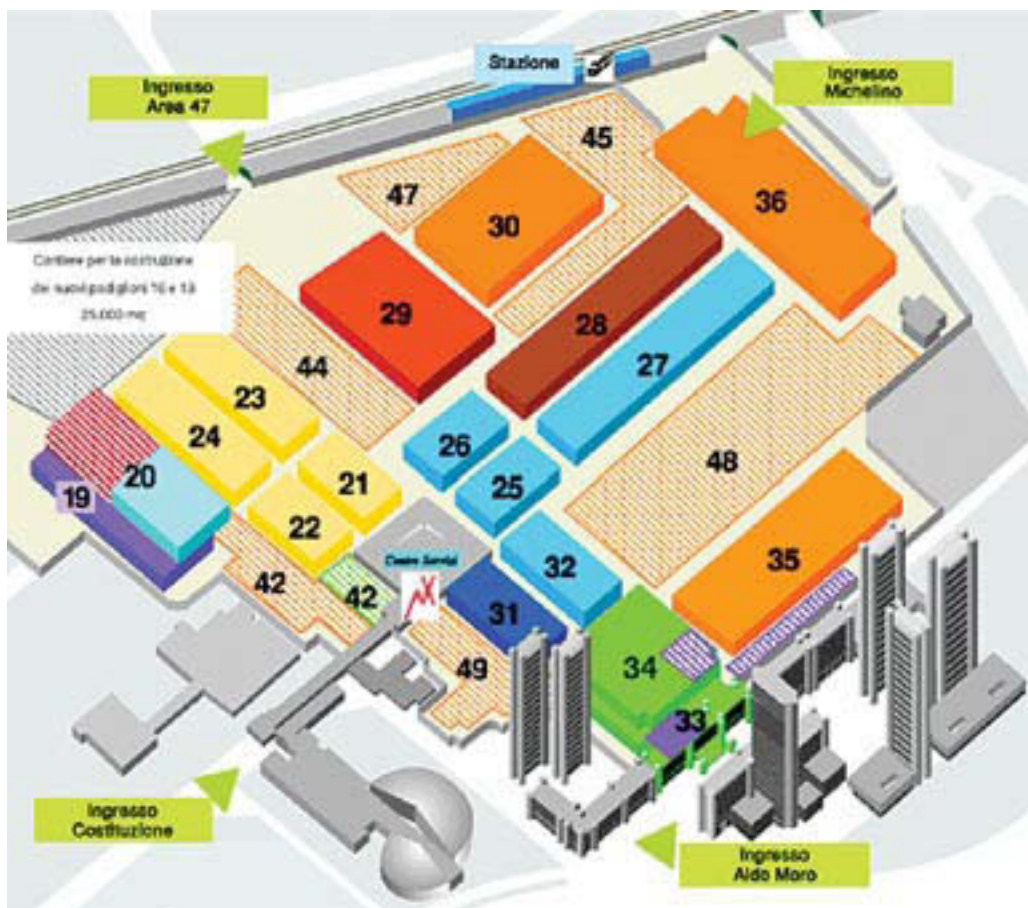 Stazione
Ingresso
Area 47
Ingresso
Michelino
45
47
36
30
29
28
44
27
23
24
26
48
21
20
19
25
22
35
32
42
42
Centro Servizi
31
34
49
33
Ingresso
Costituzione
Ingresso
Aldo Moro
per la costruzione
dei nuovi padiglioni 16 e
25.000 mq